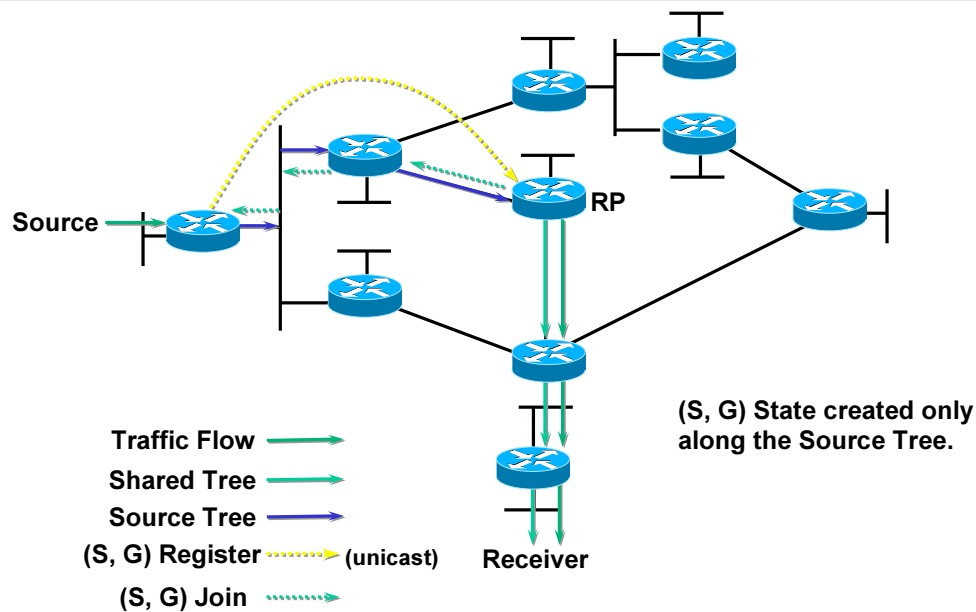 RP
Source
(S, G) State created only
along the Source Tree.
Traffic Flow
Shared Tree
Source Tree
(S, G) Register
(unicast)
Receiver
(S, G) Join